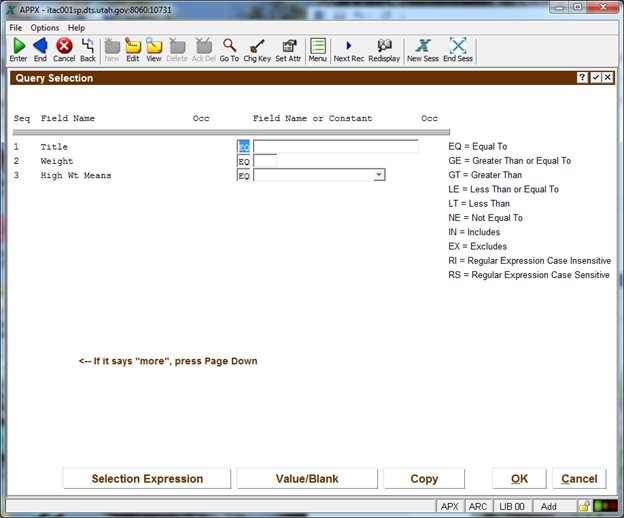 APPX - itac001sp.dts.utah.gov:8060:10731
File Options Help
Enter End Cancel Back New Edit View Delete Ack Del Go To Chg Key Set Attr Menu Next Rec Redisplay New Sess End Sess
Query Selection
Seq Field Name Occ Field Name or Constant Occ
1 Title EQ
2 Weight EQ
3 High Wt Means EQ
EQ = Equal To
GE = Greater Than or Equal To
GT = Greater Than
LE = Less Than or Equal To
LT = Less Than
NE = Not Equal To
IN = Includes
EX = Excludes
RI = Regular Expression Case Insensitive
RS = Regular Expression Case Sensitive
<-- If it says "more", press Page Down
Selection Expression Value/Blank Copy OK Cancel
APX ARC LIB 00 Add